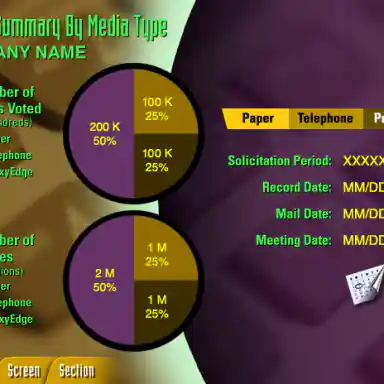 Summary By Media Type
ANY NAME
ber of
s Voted
dreds)
er
ephone
xyEdge
200 K
50%
100 K
25%
100 K
25%
Paper Telephone P
Solicitation Period: XXXXX
Record Date: MM/DD
Mail Date: MM/DD
Meeting Date: MM/DD
ber of
es
ions)
er
ephone
xyEdge
2 M
50%
1 M
25%
1 M
25%
Screen Section